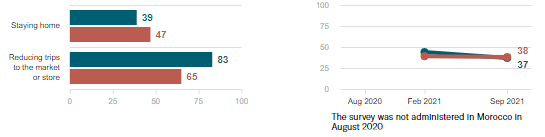 Staying home
39
47
Reducing trips
to the market
or store
83
65
0
25
50
75
100
100
75
50
25
0
38
37
Aug 2020
Feb 2021
Sep 2021
The survey was not administered in Morocco in
August 2020